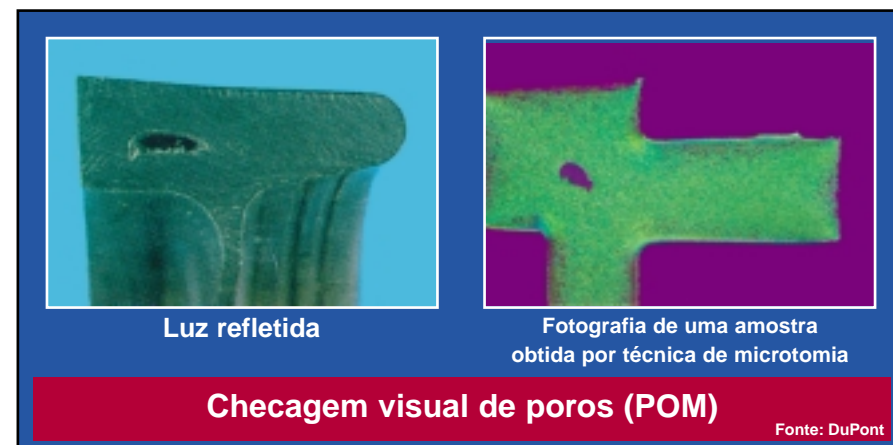 Luz refletida
Fotografia de uma amostra
obtida por técnica de microtomia
Checagem visual de poros (POM)
Fonte: DuPont